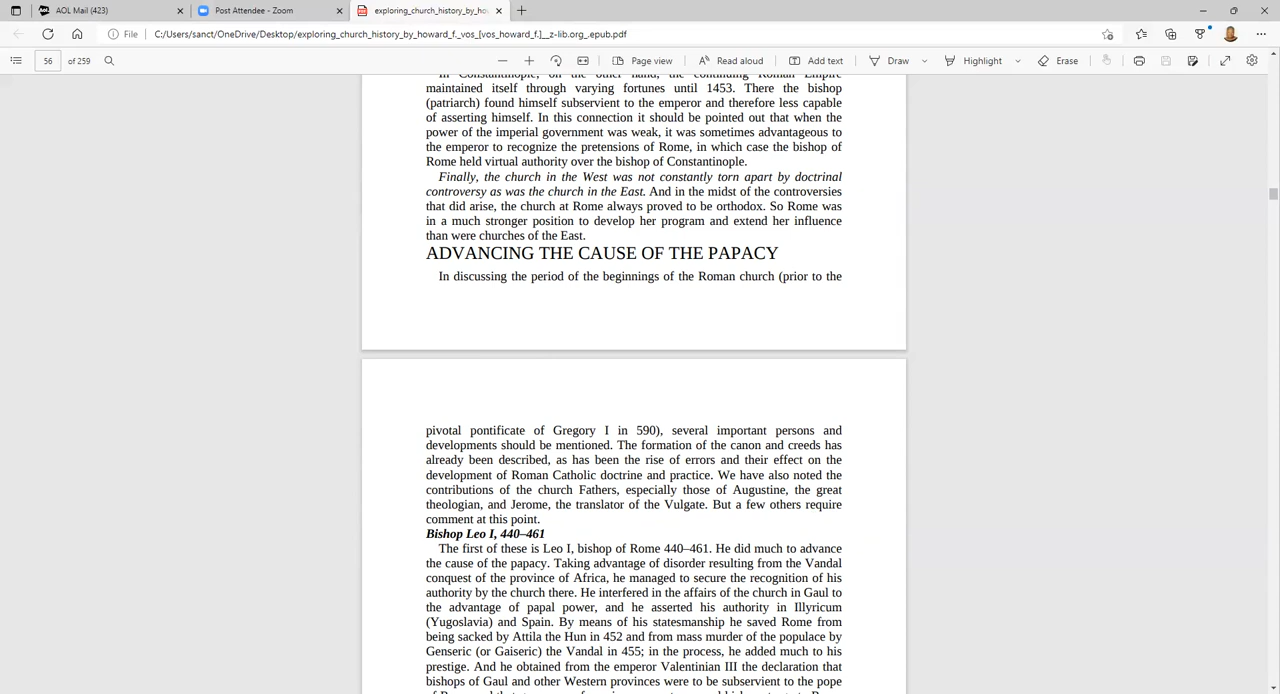 AOL Mail (423)
Post Attendee - Zoom
exploring_church_history_by_ho
File
C:/Users/sanct/OneDrive/Desktop/exploring_church_history_by_howard_f._vos_[vos_howard_f.]__z-lib.org_.epub.pdf
56 of 259
Page view
Read aloud
Add text
Draw
Highlight
Erase
In Constantinople, on the other hand, the continuing Roman Empire
maintained itself through varying fortunes until 1453. There the bishop
(patriarch) found himself subservient to the emperor and therefore less capable
of asserting himself. In this connection it should be pointed out that when the
power of the imperial government was weak, it was sometimes advantageous to
the emperor to recognize the pretensions of Rome, in which case the bishop of
Rome held virtual authority over the bishop of Constantinople.
Finally, the church in the West was not constantly torn apart by doctrinal
controversy as was the church in the East. And in the midst of the controversies
that did arise, the church at Rome always proved to be orthodox. So Rome was
in a much stronger position to develop her program and extend her influence
than were churches of the East.
ADVANCING THE CAUSE OF THE PAPACY
In discussing the period of the beginnings of the Roman church (prior to the
pivotal pontificate of Gregory I in 590), several important persons and
developments should be mentioned. The formation of the canon and creeds has
already been described, as has been the rise of errors and their effect on the
development of Roman Catholic doctrine and practice. We have also noted the
contributions of the church Fathers, especially those of Augustine, the great
theologian, and Jerome, the translator of the Vulgate. But a few others require
comment at this point.
Bishop Leo I, 440–461
The first of these is Leo I, bishop of Rome 440–461. He did much to advance
the cause of the papacy. Taking advantage of disorder resulting from the Vandal
conquest of the province of Africa, he managed to secure the recognition of his
authority by the church there. He interfered in the affairs of the church in Gaul to
the advantage of papal power, and he asserted his authority in Illyricum
(Yugoslavia) and Spain. By means of his statesmanship he saved Rome from
being sacked by Attila the Hun in 452 and from mass murder of the populace by
Genseric (or Gaiseric) the Vandal in 455; in the process, he added much to his
prestige. And he obtained from the emperor Valentinian III the declaration that
bishops of Gaul and other Western provinces were to be subservient to the pope